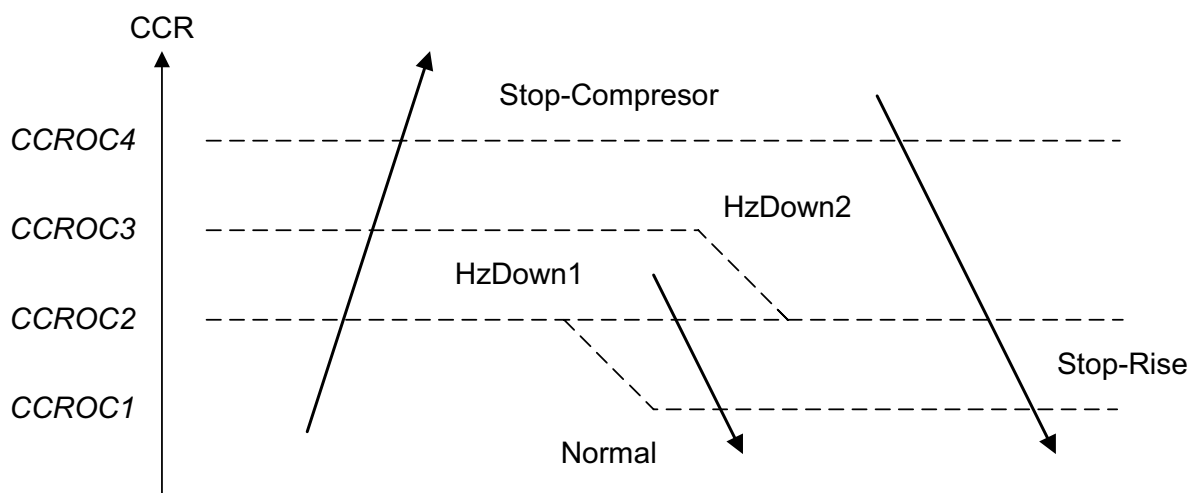 CCR
Stop-Compresor
CCROC4
HzDown2
CCROC3
HzDown1
CCROC2
Stop-Rise
CCROC1
Normal